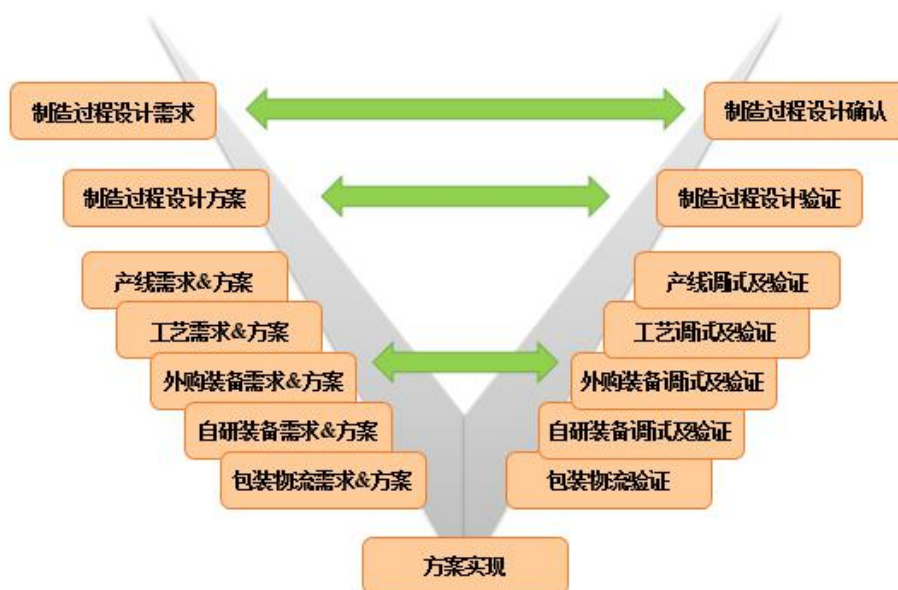 制造过程设计需求
制造过程设计确认
制造过程设计方案
制造过程设计验证
产线需求&方案
产线调式及验证
工艺需求&方案
工艺调式及验证
外购装备需求&方案
外购装备调式及验证
自研装备需求&方案
自研装备调式及验证
包装物流需求&方案
包装物流验证
方案实现